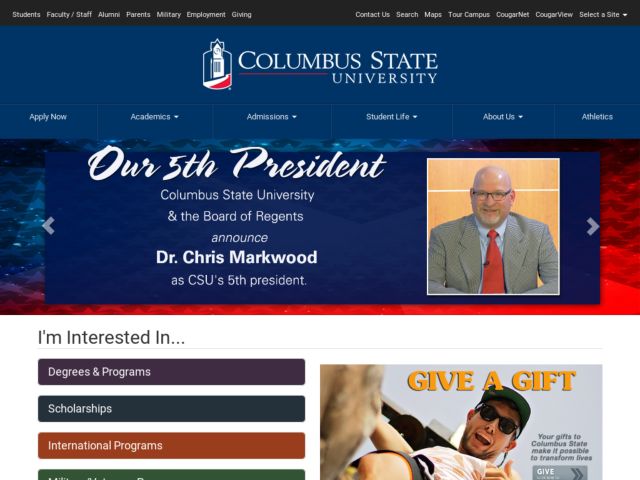 Students Faculty / Staff Alumni Parents Military Employment Giving
Contact Us Search Maps Tour Campus CougarNet CougarView Select a Site
COLUMBUS STATE
UNIVERSITY
Apply Now Academics Admissions Student Life About Us Athletics
Our 5th President
Columbus State University
& the Board of Regents
announce
Dr. Chris Markwood
as CSU's 5th president.
I'm Interested In...
Degrees & Programs
Scholarships
International Programs
GIVE A GIFT
Your gifts to
Columbus State
make it possible
to transform lives
GIVE